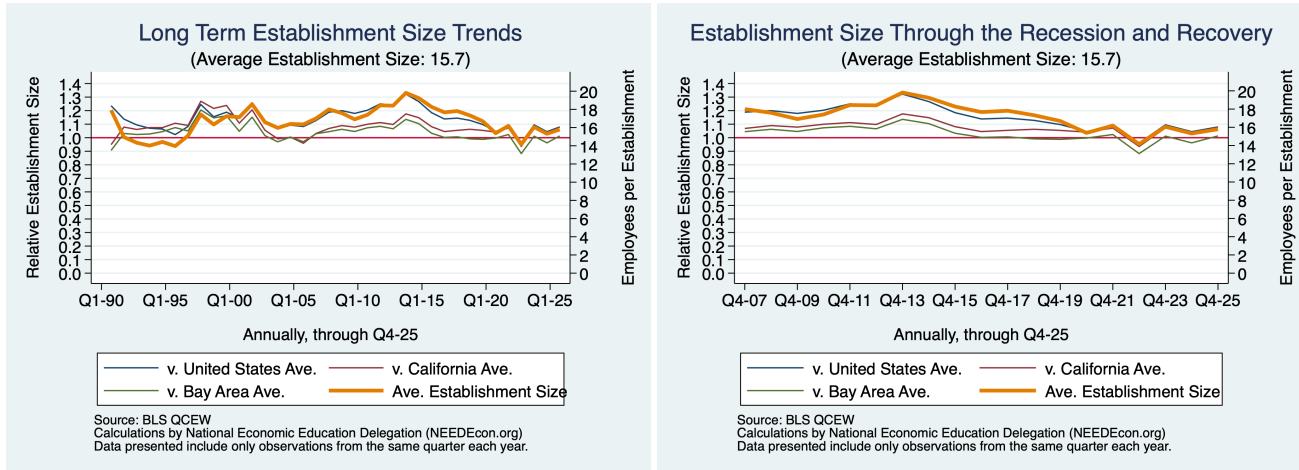 Long Term Establishment Size Trends
(Average Establishment Size: 15.7)
Relative Establishment Size
1.4
1.3
1.2
1.1
1.0
0.9
0.8
0.7
0.6
0.5
0.4
0.3
0.2
0.1
0.0
20
18
16
14
12
10
8
6
4
2
0
Employees per Establishment
Q1-90 Q1-95 Q1-00 Q1-05 Q1-10 Q1-15 Q1-20 Q1-25
Annually, through Q4-25
v. United States Ave. v. California Ave.
v. Bay Area Ave. Ave. Establishment Size
Source: BLS QCEW
Calculations by National Economic Education Delegation (NEEDEcon.org)
Data presented include only observations from the same quarter each year.
Establishment Size Through the Recession and Recovery
(Average Establishment Size: 15.7)
Relative Establishment Size
1.4
1.3
1.2
1.1
1.0
0.9
0.8
0.7
0.6
0.5
0.4
0.3
0.2
0.1
0.0
20
18
16
14
12
10
8
6
4
2
0
Employees per Establishment
Q4-07 Q4-09 Q4-11 Q4-13 Q4-15 Q4-17 Q4-19 Q4-21 Q4-23 Q4-25
Annually, through Q4-25
v. United States Ave. v. California Ave.
v. Bay Area Ave. Ave. Establishment Size
Source: BLS QCEW
Calculations by National Economic Education Delegation (NEEDEcon.org)
Data presented include only observations from the same quarter each year.